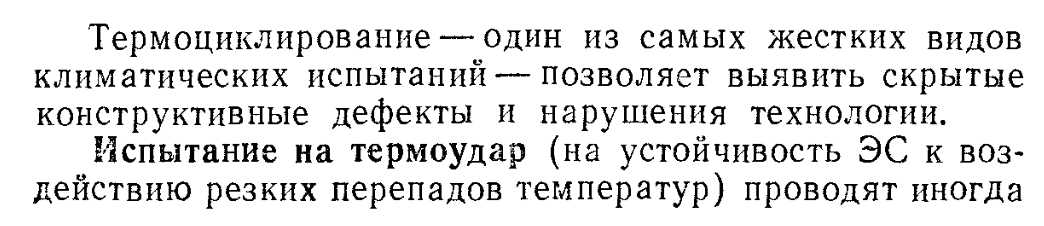 Термоциклирование — один из самых жестких видов
климатических испытаний — позволяет выявить скрытые
конструктивные дефекты и нарушения технологии.
Испытание на термоудар (на устойчивость ЭС к воз-
действию резких перепадов температур) проводят иногда